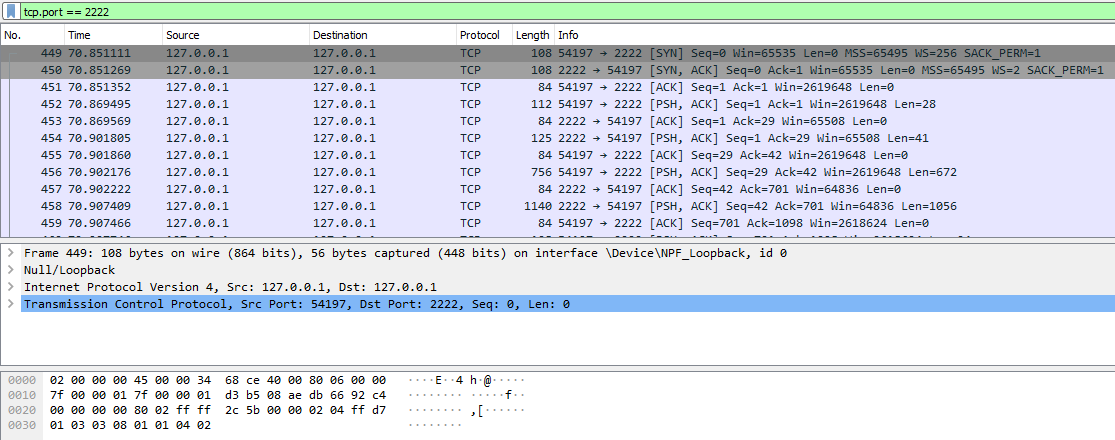 tcp.port == 2222
No. Time Source Destination Protocol Length Info
449 70.851111 127.0.0.1 127.0.0.1 TCP 108 54197 → 2222 [SYN] Seq=0 Win=65535 Len=0 MSS=65495 WS=256 SACK_PERM=1
450 70.851269 127.0.0.1 127.0.0.1 TCP 108 2222 → 54197 [SYN, ACK] Seq=0 Ack=1 Win=65535 Len=0 MSS=65495 WS=2 SACK_PERM=1
451 70.851352 127.0.0.1 127.0.0.1 TCP 84 54197 → 2222 [ACK] Seq=1 Ack=1 Win=2619648 Len=0
452 70.869495 127.0.0.1 127.0.0.1 TCP 112 54197 → 2222 [PSH, ACK] Seq=1 Ack=1 Win=2619648 Len=28
453 70.869569 127.0.0.1 127.0.0.1 TCP 84 2222 → 54197 [ACK] Seq=1 Ack=29 Win=65508 Len=0
454 70.901805 127.0.0.1 127.0.0.1 TCP 125 2222 → 54197 [PSH, ACK] Seq=1 Ack=29 Win=65508 Len=41
455 70.901860 127.0.0.1 127.0.0.1 TCP 84 54197 → 2222 [ACK] Seq=29 Ack=42 Win=2619648 Len=0
456 70.902176 127.0.0.1 127.0.0.1 TCP 756 54197 → 2222 [PSH, ACK] Seq=29 Ack=42 Win=2619648 Len=672
457 70.902222 127.0.0.1 127.0.0.1 TCP 84 2222 → 54197 [ACK] Seq=42 Ack=701 Win=64836 Len=0
458 70.907409 127.0.0.1 127.0.0.1 TCP 1140 2222 → 54197 [PSH, ACK] Seq=42 Ack=701 Win=64836 Len=1056
459 70.907466 127.0.0.1 127.0.0.1 TCP 84 54197 → 2222 [ACK] Seq=701 Ack=1098 Win=2618624 Len=0
Frame 449: 108 bytes on wire (864 bits), 56 bytes captured (448 bits) on interface \Device\NPF_Loopback, id 0
Null/Loopback
Internet Protocol Version 4, Src: 127.0.0.1, Dst: 127.0.0.1
Transmission Control Protocol, Src Port: 54197, Dst Port: 2222, Seq: 0, Len: 0
0000 02 00 00 00 45 00 00 34 68 ce 40 00 80 06 00 00 ····E··4 h·@·····
0010 7f 00 00 01 7f 00 00 01 d3 b5 08 ae db 66 92 c4 ········ ·····f··
0020 00 00 00 00 80 02 ff ff 2c 5b 00 00 02 04 ff d7 ········ ,[······
0030 01 03 03 08 01 01 04 02 ········